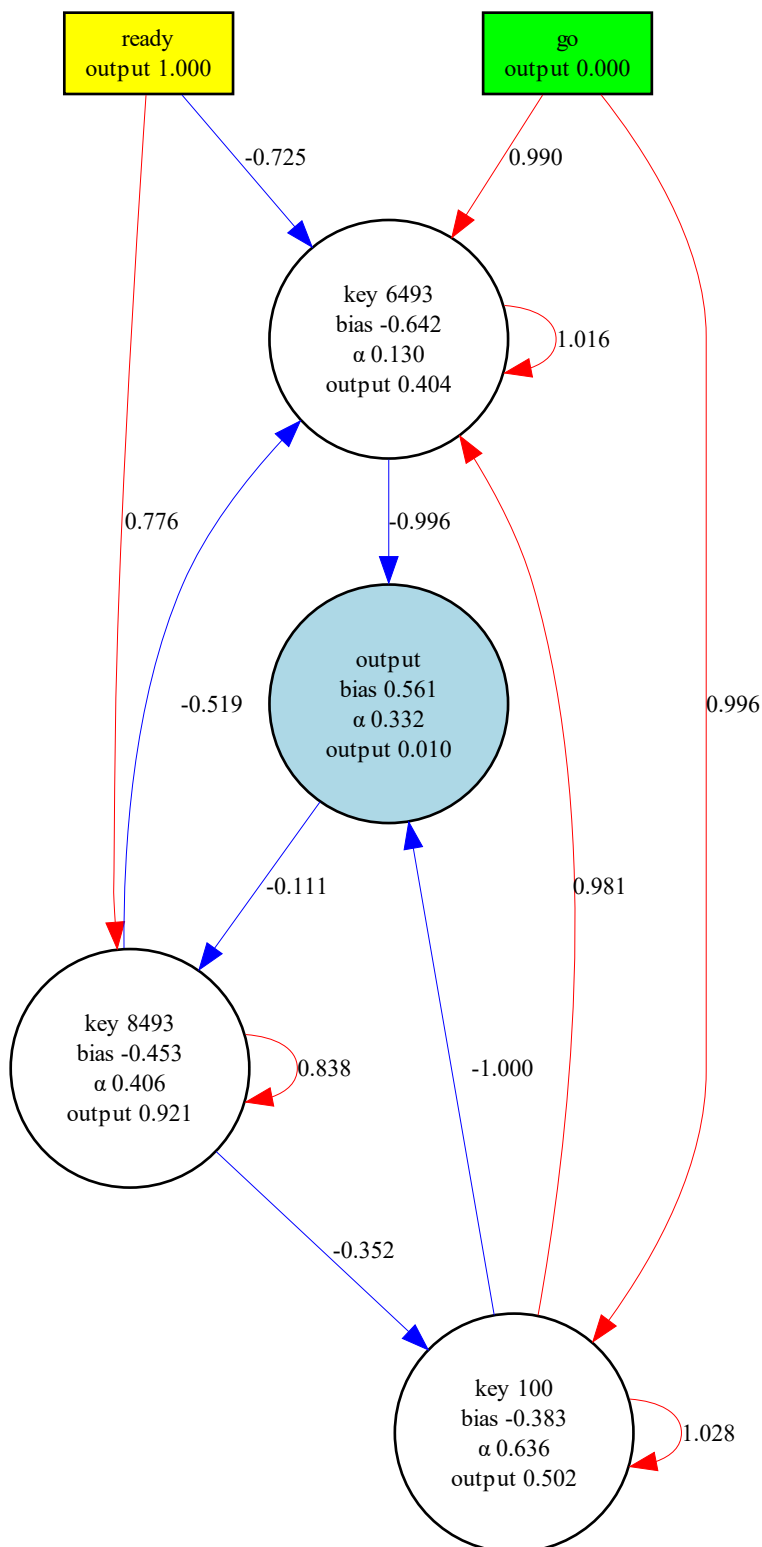 ready
output 1.000
go
output 0.000
-0.725
0.990
key 6493
bias -0.642
α 0.130
output 0.404
1.016
0.776
-0.996
-0.519
output
bias 0.561
α 0.332
output 0.010
0.996
-0.111
0.981
key 8493
bias -0.453
α 0.406
output 0.921
0.838
-1.000
-0.352
key 100
bias -0.383
α 0.636
output 0.502
1.028